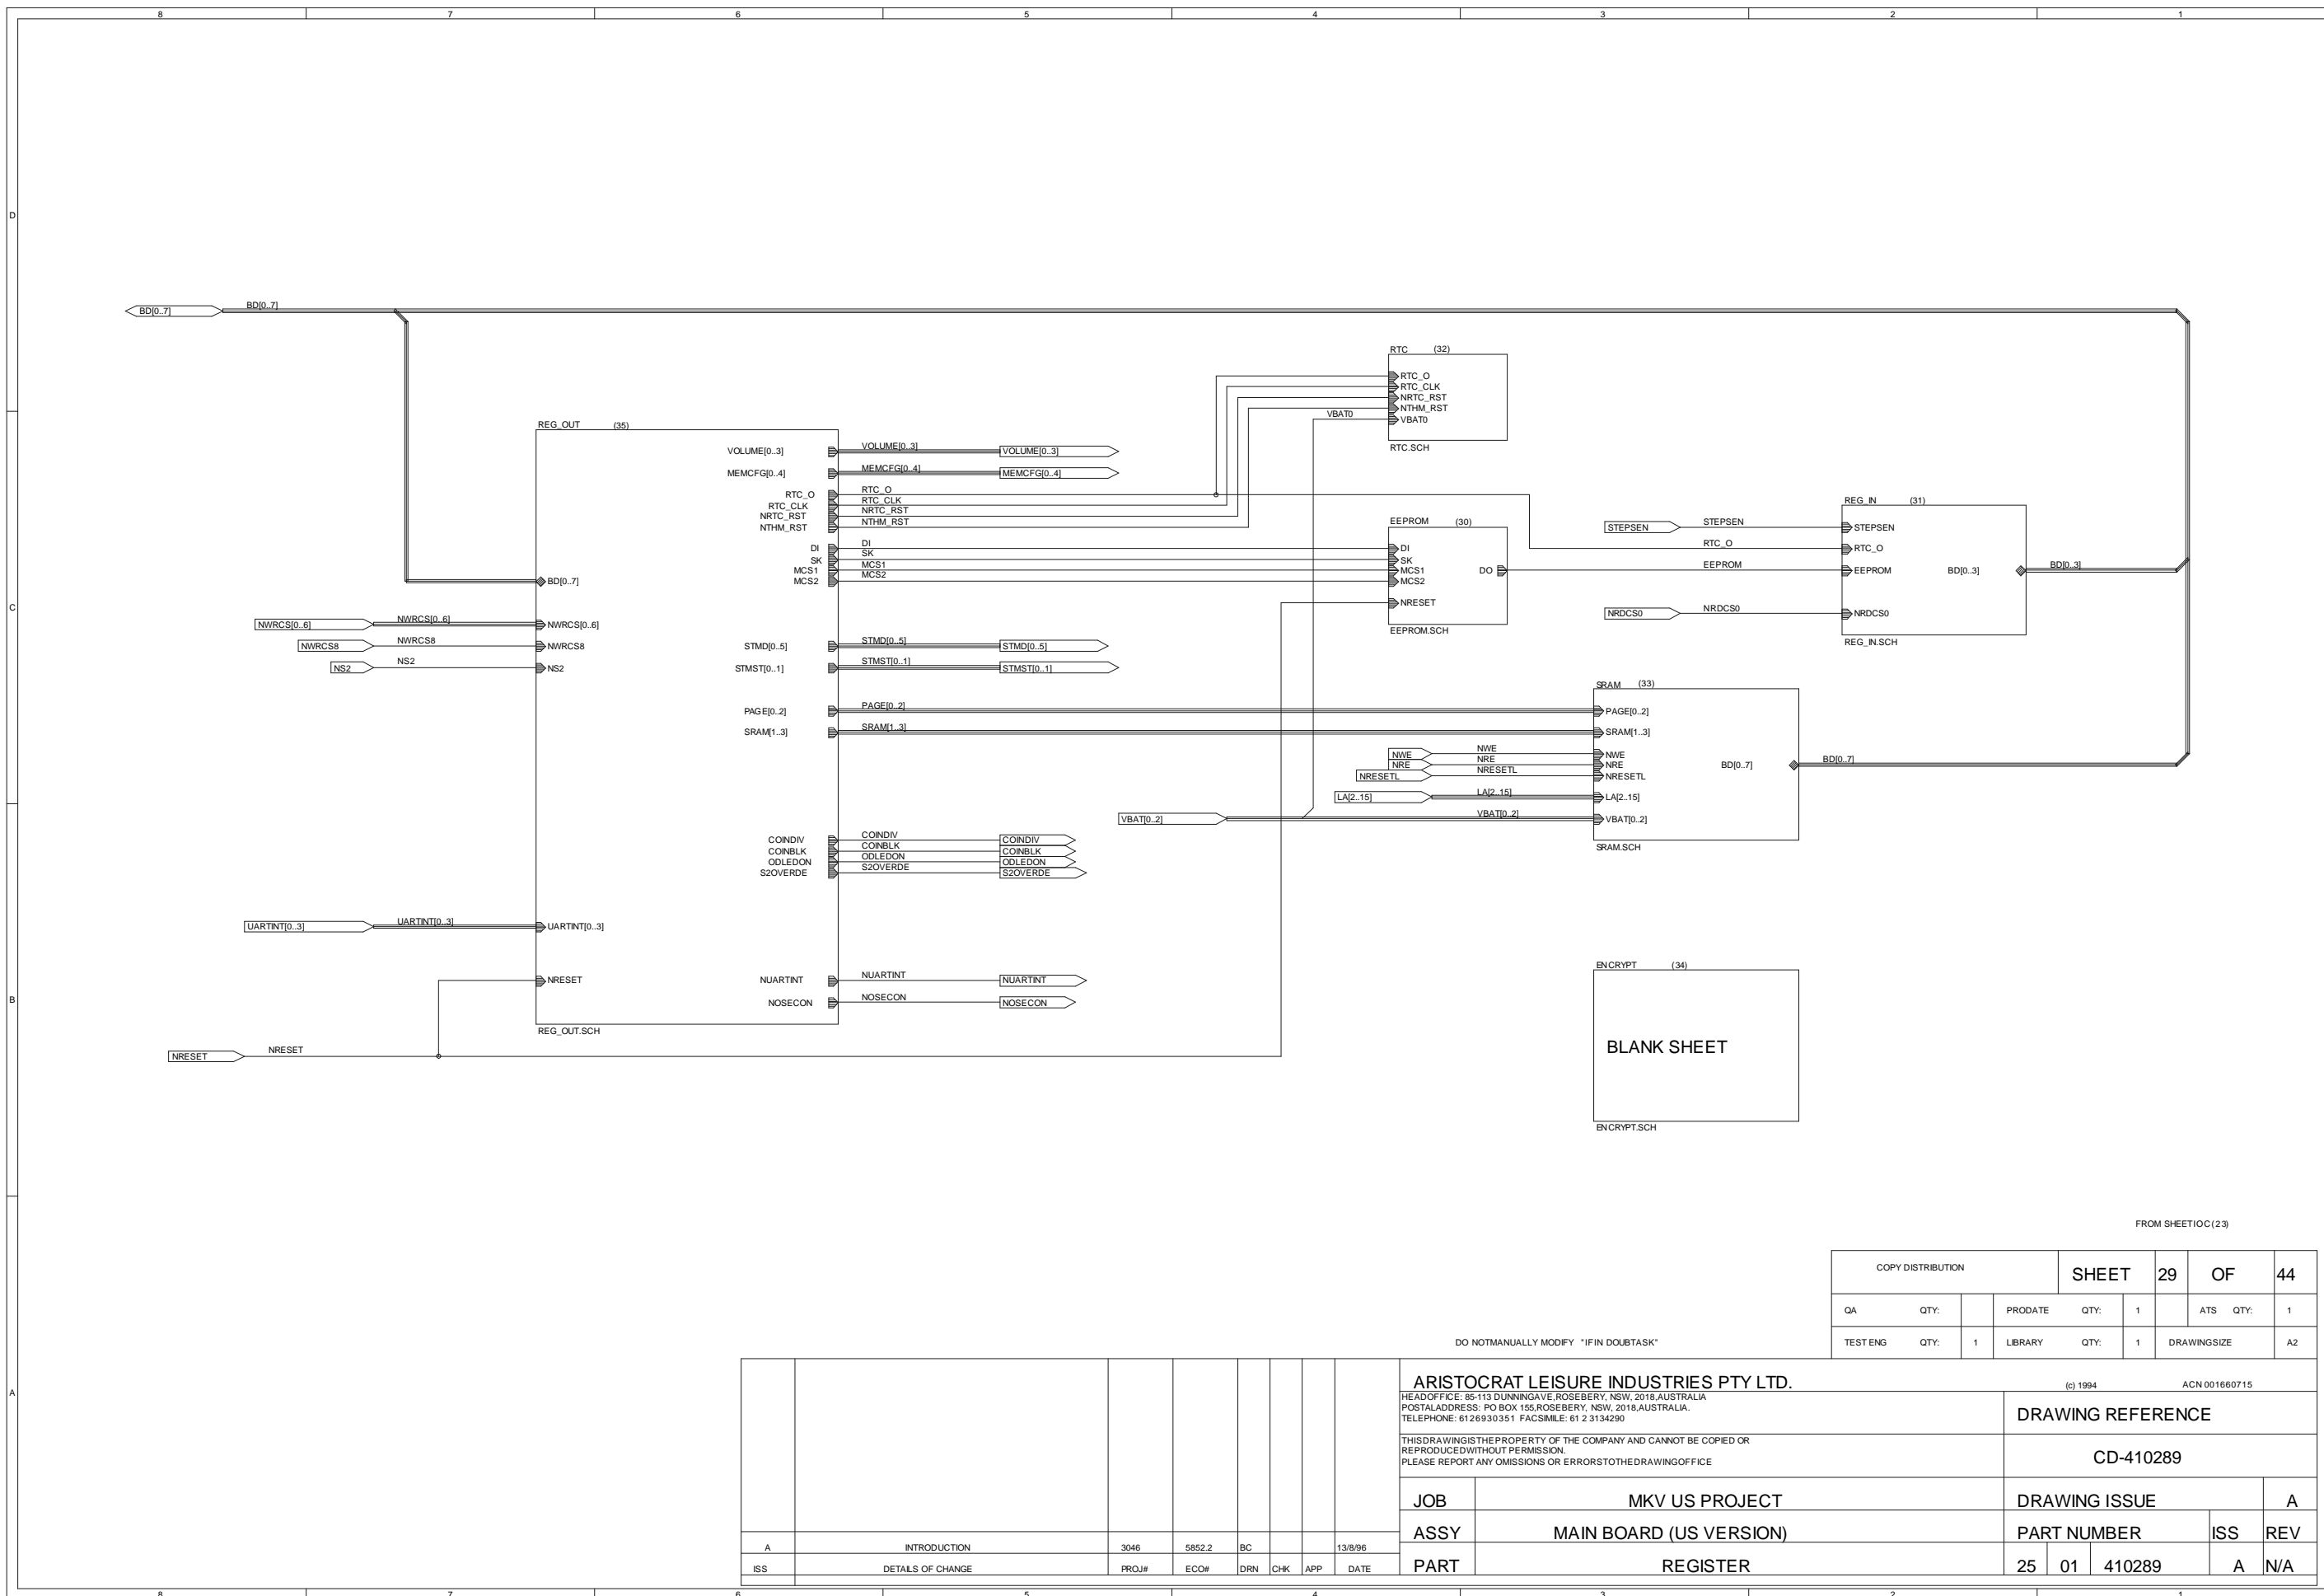 8 7 6 5 4 3 2 1
D
C
B
A
BD[0..7] BD[0..7]
RTC (32)
RTC_O
RTC_CLK
NRTC_RST
NTHM_RST
VBAT0 VBAT0
RTC.SCH
REG_OUT (35)
VOLUME[0..3] VOLUME[0..3] VOLUME[0..3]
MEMCFG[0..4] MEMCFG[0..4] MEMCFG[0..4]
RTC_O RTC_O
RTC_CLK RTC_CLK
NRTC_RST NRTC_RST
NTHM_RST NTHM_RST
DI DI
SK SK
MCS1 MCS1
MCS2 MCS2
BD[0..7]
NWRCS[0..6] NWRCS[0..6] NWRCS[0..6]
NWRCS8 NWRCS8 NWRCS8
NS2 NS2 NS2
STMD[0..5] STMD[0..5] STMD[0..5]
STMST[0..1] STMST[0..1] STMST[0..1]
PAGE[0..2] PAGE[0..2]
SRAM[1..3] SRAM[1..3]
COINDIV COINDIV COINDIV
COINBLK COINBLK COINBLK
ODLEDON ODLEDON ODLEDON
S2OVERDE S2OVERDE S2OVERDE
UARTINT[0..3] UARTINT[0..3] UARTINT[0..3]
NRESET
NUARTINT NUARTINT NUARTINT
NOSECON NOSECON NOSECON
REG_OUT.SCH
NRESET NRESET
EEPROM (30)
DI
SK
MCS1 DO
MCS2
NRESET
EEPROM.SCH
REG_IN (31)
STEPSEN STEPSEN STEPSEN
RTC_O RTC_O
EEPROM EEPROM BD[0..3] BD[0..3]
NRDCS0 NRDCS0 NRDCS0
REG_IN.SCH
SRAM (33)
PAGE[0..2]
SRAM[1..3]
NWE NWE NWE
NRE NRE NRE BD[0..7] BD[0..7]
NRESETL NRESETL NRESETL
LA[2..15] LA[2..15] LA[2..15]
VBAT[0..2] VBAT[0..2] VBAT[0..2]
SRAM.SCH
ENCRYPT (34)
BLANK SHEET
ENCRYPT.SCH
FROM SHEET IOC (23)
COPY DISTRIBUTION SHEET 29 OF 44
QA QTY: PRODATE QTY: 1 ATS QTY: 1
TEST ENG QTY: 1 LIBRARY QTY: 1 DRAWINGSIZE A2
DO NOTMANUALLY MODIFY "IFIN DOUBTASK"
ARISTOCRAT LEISURE INDUSTRIES PTY LTD. (c) 1994 ACN 001660715
HEADOFFICE: 85-113 DUNNINGAVE,ROSEBERY, NSW, 2018,AUSTRALIA
POSTALADDRESS: PO BOX 155,ROSEBERY, NSW, 2018,AUSTRALIA.
TELEPHONE: 6126930351 FACSIMILE: 61 2 3134290
DRAWING REFERENCE
THISDRAWINGISTHEPROPERTY OF THE COMPANY AND CANNOT BE COPIED OR
REPRODUCEDWITHOUT PERMISSION.
PLEASE REPORT ANY OMISSIONS OR ERRORSTOTHEDRAWINGOFFICE
CD-410289
JOB MKV US PROJECT DRAWING ISSUE A
ASSY MAIN BOARD (US VERSION) PART NUMBER ISS REV
PART REGISTER 25 01 410289 A N/A
A INTRODUCTION 3046 5852.2 BC 13/8/96
ISS DETAILS OF CHANGE PROJ# ECO# DRN CHK APP DATE
8 7 6 5 4 3 2 1